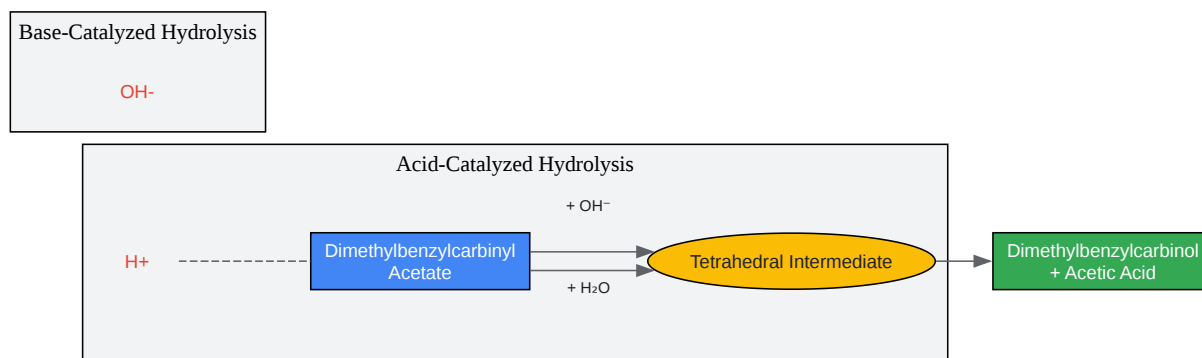 Base-Catalyzed Hydrolysis
OH-
Acid-Catalyzed Hydrolysis
+ OH⁻
H+
Dimethylbenzylcarbinyl
Acetate
Tetrahedral Intermediate
Dimethylbenzylcarbinol
+ Acetic Acid
+ H₂O